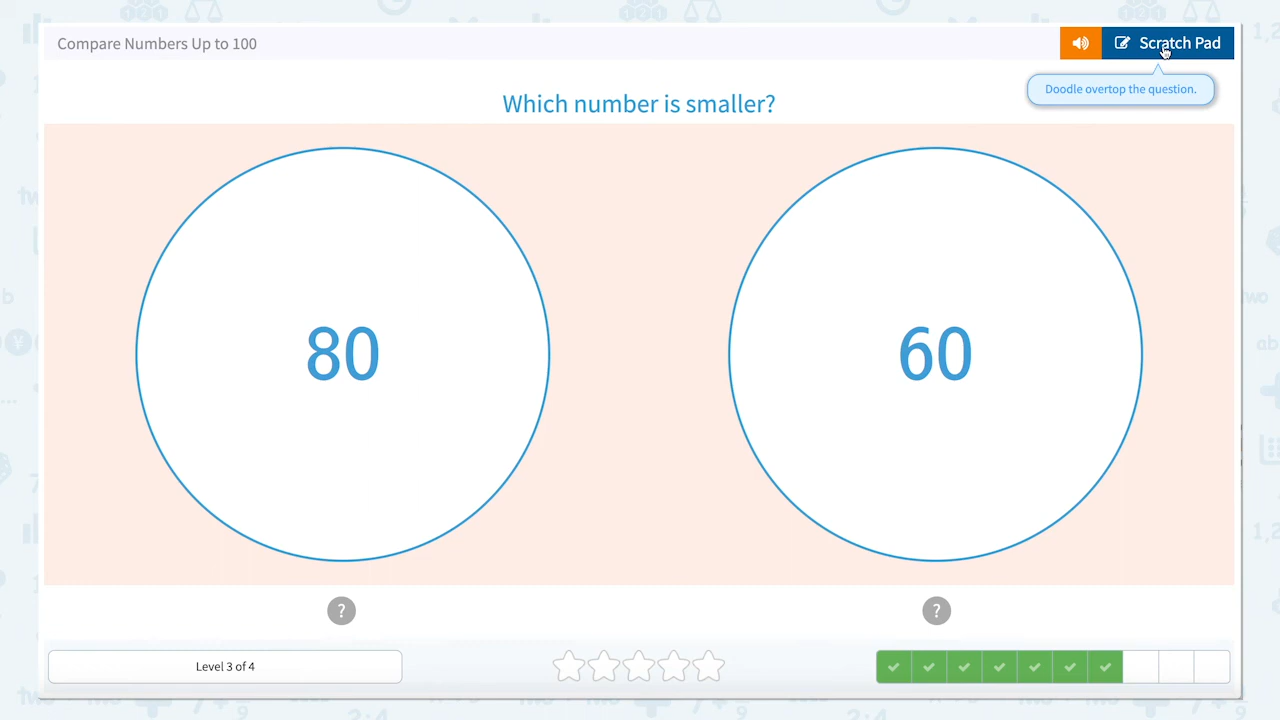 Compare Numbers Up to 100
Scratch Pad
Doodle overtop the question.
Which number is smaller?
80
60
?
?
Level 3 of 4